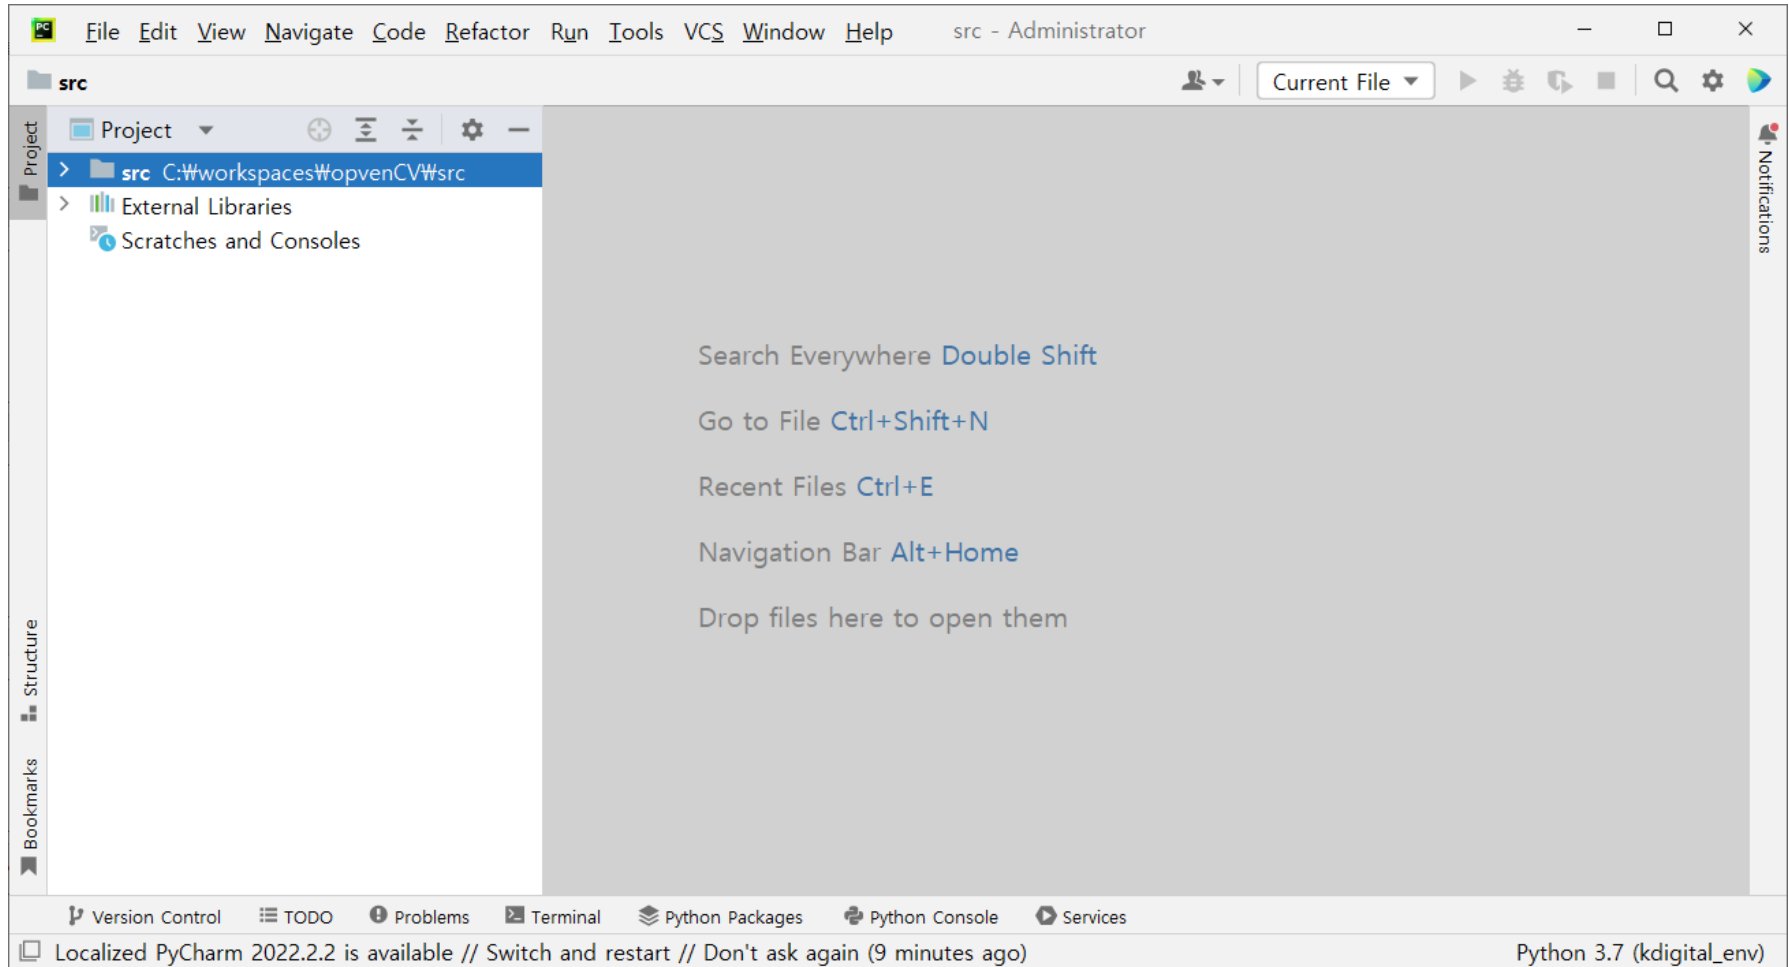 PC
File Edit View Navigate Code Refactor Run Tools VCS Window Help src - Administrator
src
Current File
Project
Project
src C:₩workspaces₩opvenCV₩src
External Libraries
Scratches and Consoles
Structure
Bookmarks
Search Everywhere Double Shift
Go to File Ctrl+Shift+N
Recent Files Ctrl+E
Navigation Bar Alt+Home
Drop files here to open them
Notifications
Version Control TODO Problems Terminal Python Packages Python Console Services
Localized PyCharm 2022.2.2 is available // Switch and restart // Don't ask again (9 minutes ago) Python 3.7 (kdigital_env)